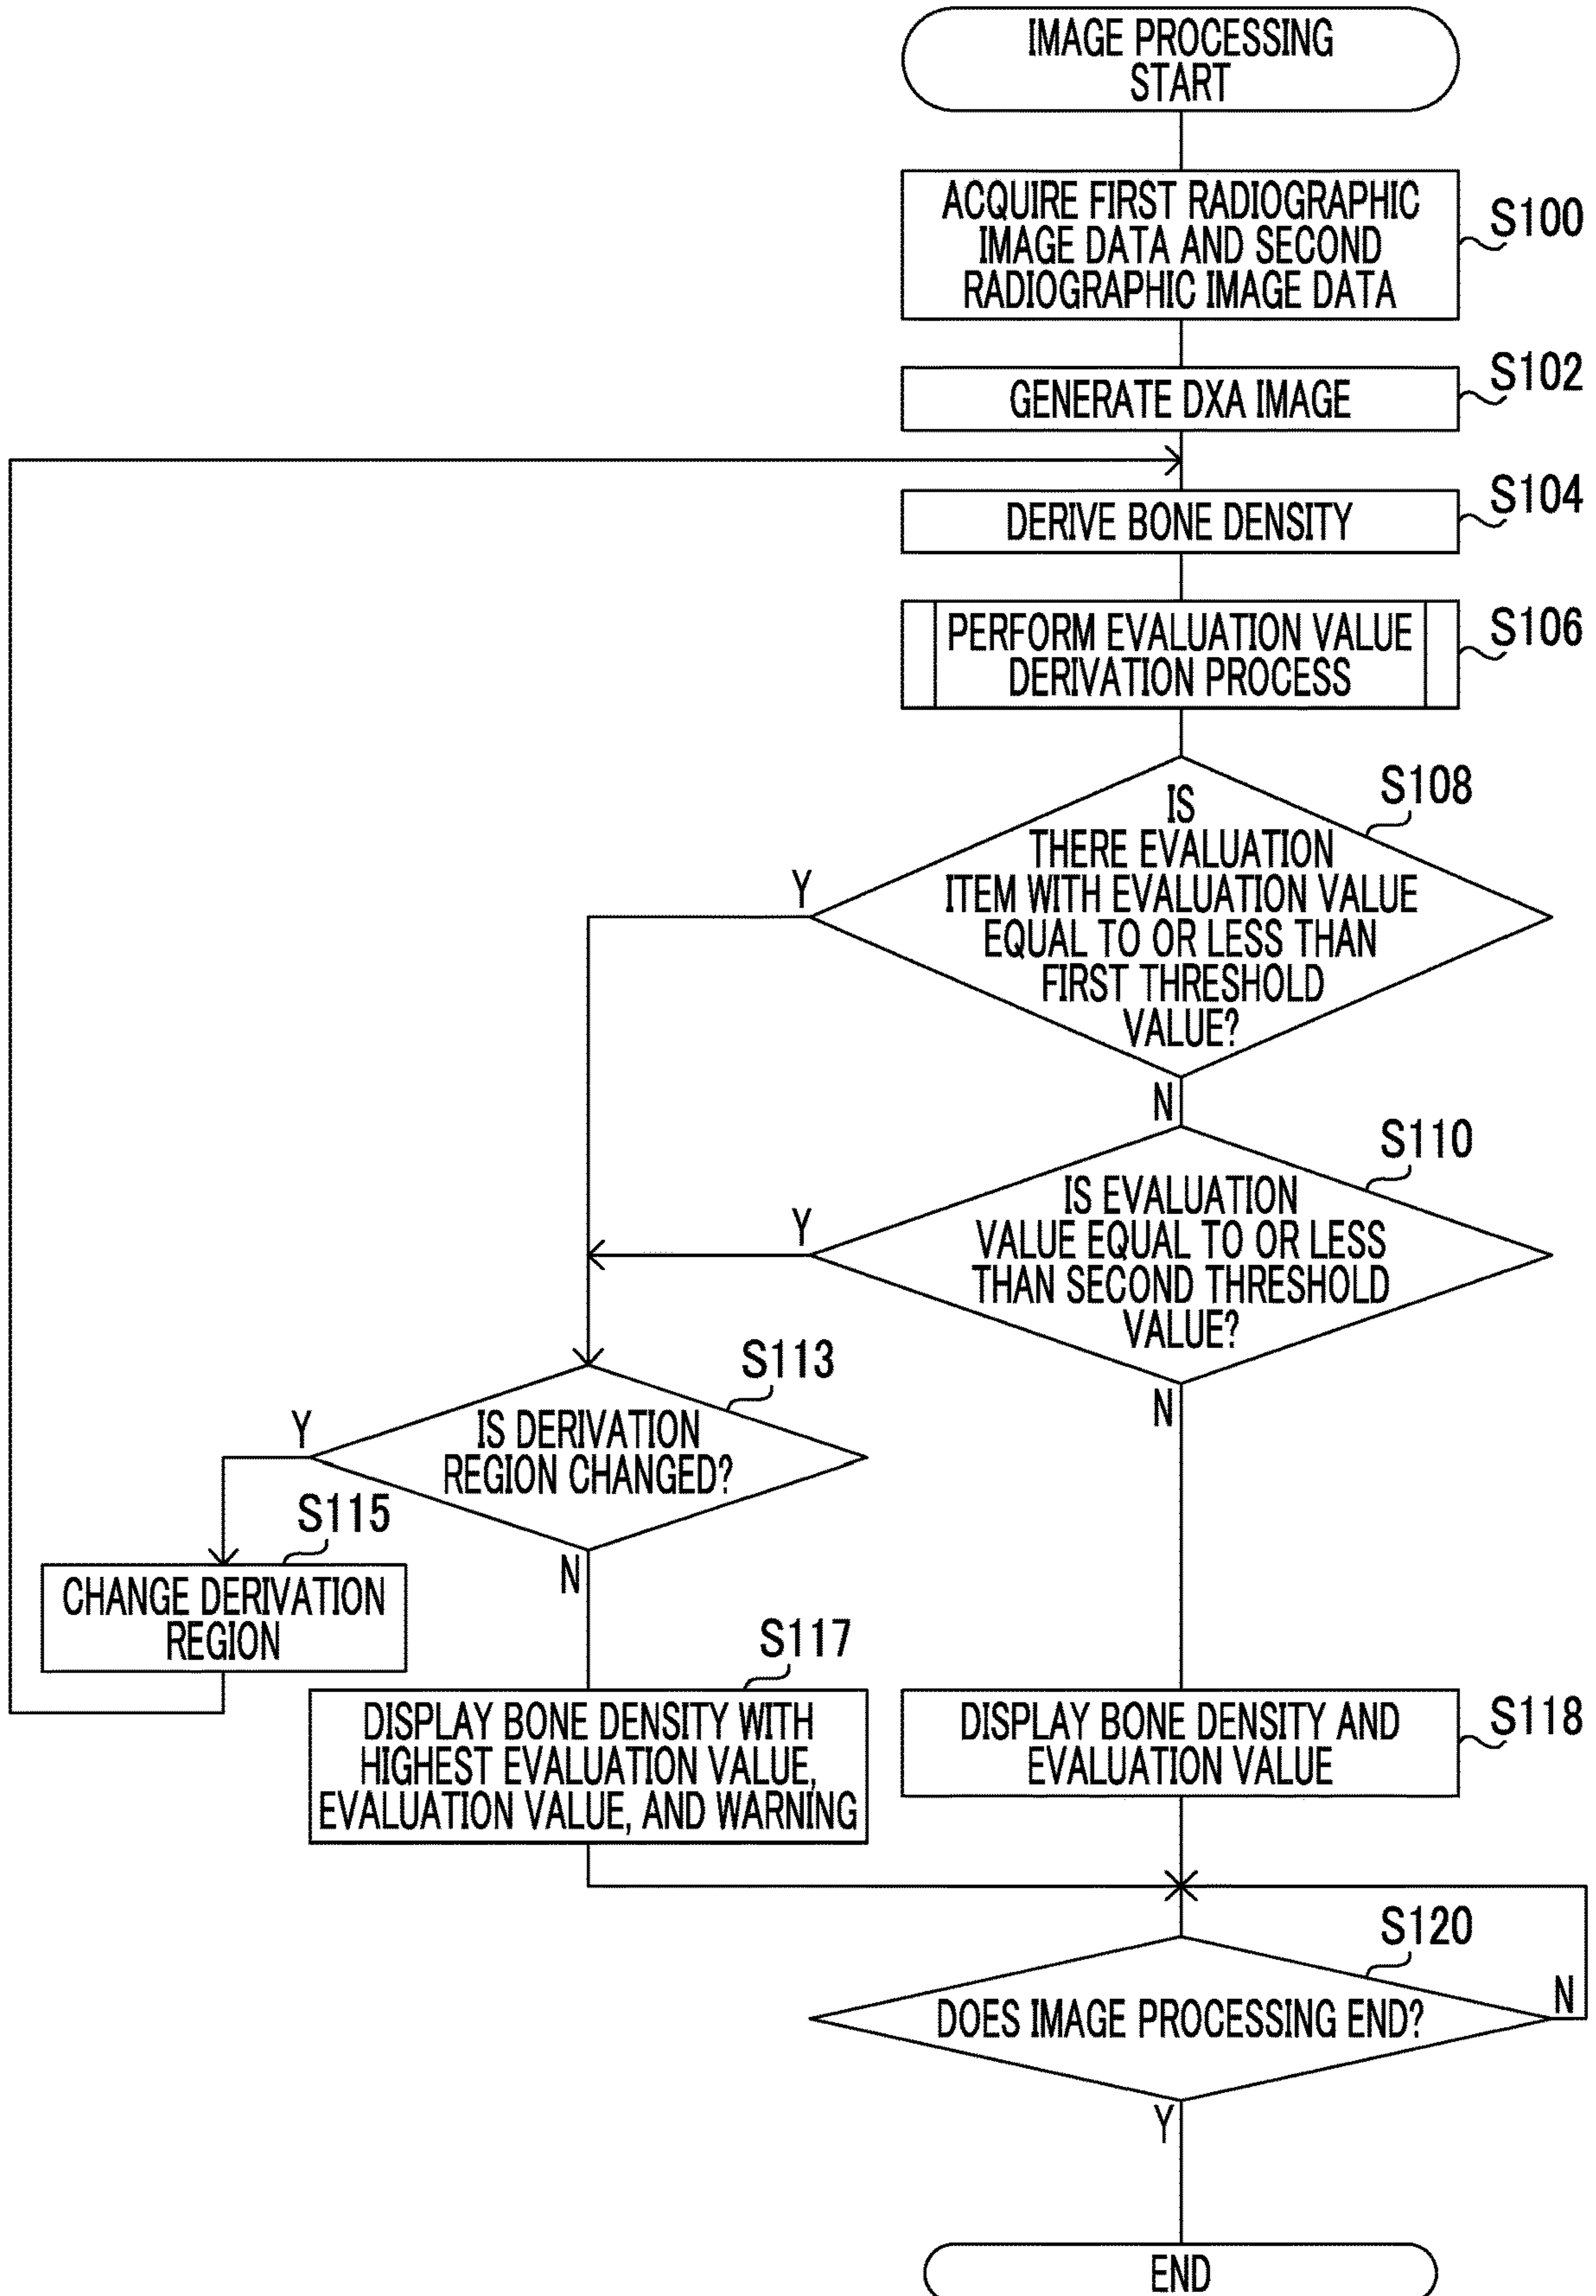 IMAGE PROCESSING
START
ACQUIRE FIRST RADIOGRAPHIC
IMAGE DATA AND SECOND
RADIOGRAPHIC IMAGE DATA
S100
GENERATE DXA IMAGE
S102
DERIVE BONE DENSITY
S104
PERFORM EVALUATION VALUE
DERIVATION PROCESS
S106
S108
IS
THERE EVALUATION
ITEM WITH EVALUATION VALUE
EQUAL TO OR LESS THAN
FIRST THRESHOLD
VALUE?
Y
N
S110
IS EVALUATION
VALUE EQUAL TO OR LESS
THAN SECOND THRESHOLD
VALUE?
Y
N
S113
IS DERIVATION
REGION CHANGED?
Y
N
S115
CHANGE DERIVATION
REGION
S117
DISPLAY BONE DENSITY WITH
HIGHEST EVALUATION VALUE,
EVALUATION VALUE, AND WARNING
DISPLAY BONE DENSITY AND
EVALUATION VALUE
S118
S120
DOES IMAGE PROCESSING END?
N
Y
END